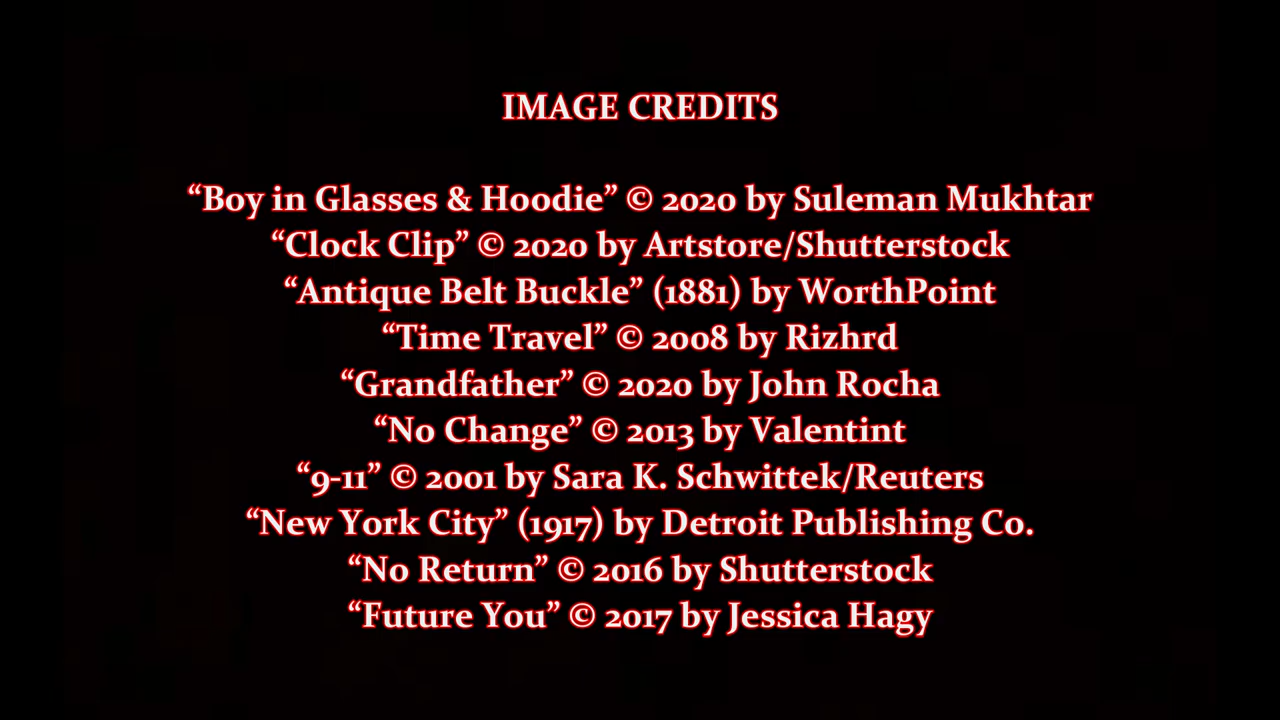 IMAGE CREDITS
“Boy in Glasses & Hoodie” © 2020 by Suleman Mukhtar
“Clock Clip” © 2020 by Artstore/Shutterstock
“Antique Belt Buckle” (1881) by WorthPoint
“Time Travel” © 2008 by Rizhrd
“Grandfather” © 2020 by John Rocha
“No Change” © 2013 by Valentint
“9-11” © 2001 by Sara K. Schwittek/Reuters
“New York City” (1917) by Detroit Publishing Co.
“No Return” © 2016 by Shutterstock
“Future You” © 2017 by Jessica Hagy